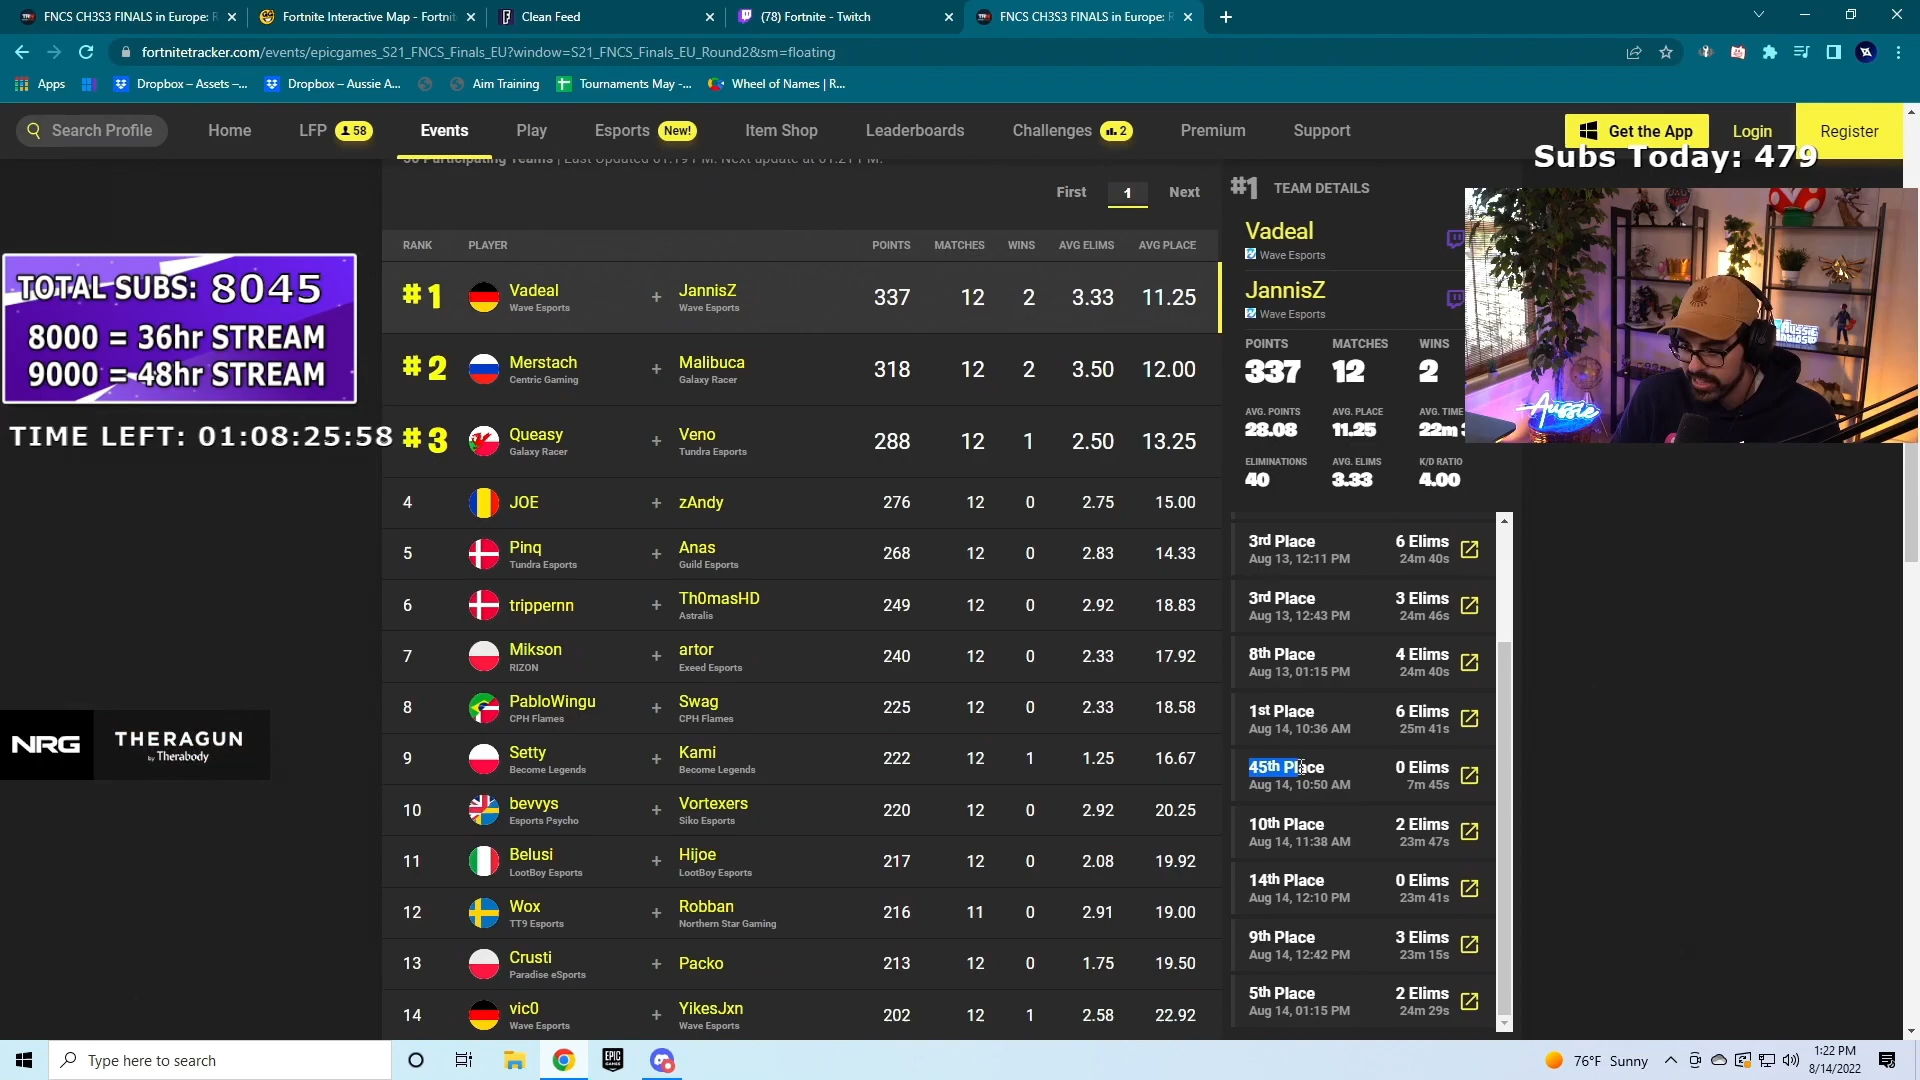 FNCS CH3S3 FINALS in Europe: R
Fortnite Interactive Map - Fortni
Clean Feed
(78) Fortnite - Twitch
FNCS CH3S3 FINALS in Europe: R
fortnitetracker.com/events/epicgames_S21_FNCS_Finals_EU?window=S21_FNCS_Finals_EU_Round2&sm=floating
Apps
Dropbox – Assets –...
Dropbox – Aussie A...
Aim Training
Tournaments May -...
Wheel of Names | R...
Search Profile
Home
LFP 58
Events
Play
Esports New!
Item Shop
Leaderboards
Challenges 2
Premium
Support
Get the App
Login
Register
Subs Today: 479
First 1 Next
#1 TEAM DETAILS
Vadeal
Wave Esports
JannisZ
Wave Esports
POINTS MATCHES WINS
337 12 2
AVG. POINTS AVG. PLACE AVG. TIME
28.08 11.25 22m
ELIMINATIONS AVG. ELIMS K/D RATIO
40 3.33 4.00
TOTAL SUBS: 8045
8000 = 36hr STREAM
9000 = 48hr STREAM
TIME LEFT: 01:08:25:58
NRG
THERAGUN
by Therabody
RANK PLAYER POINTS MATCHES WINS AVG ELIMS AVG PLACE
#1 Vadeal + JannisZ 337 12 2 3.33 11.25
Wave Esports Wave Esports
#2 Merstach + Malibuca 318 12 2 3.50 12.00
Centric Gaming Galaxy Racer
#3 Queasy + Veno 288 12 1 2.50 13.25
Galaxy Racer Tundra Esports
4 JOE + zAndy 276 12 0 2.75 15.00
5 Pinq + Anas 268 12 0 2.83 14.33
Tundra Esports Guild Esports
6 trippernn + Th0masHD 249 12 0 2.92 18.83
Astralis
7 Mikson + artor 240 12 0 2.33 17.92
RIZON Exeed Esports
8 PabloWingu + Swag 225 12 0 2.33 18.58
CPH Flames CPH Flames
9 Setty + Kami 222 12 1 1.25 16.67
Become Legends Become Legends
10 bevvys + Vortexers 220 12 0 2.92 20.25
Esports Psycho Siko Esports
11 Belusi + Hijoe 217 12 0 2.08 19.92
LootBoy Esports LootBoy Esports
12 Wox + Robban 216 11 0 2.91 19.00
TT9 Esports Northern Star Gaming
13 Crusti + Packo 213 12 0 1.75 19.50
Paradise eSports
14 vic0 + YikesJxn 202 12 1 2.58 22.92
Wave Esports Wave Esports
3rd Place 6 Elims
Aug 13, 12:11 PM 24m 40s
3rd Place 3 Elims
Aug 13, 12:43 PM 24m 46s
8th Place 4 Elims
Aug 13, 01:15 PM 24m 40s
1st Place 6 Elims
Aug 14, 10:36 AM 25m 41s
45th Place 0 Elims
Aug 14, 10:50 AM 7m 45s
10th Place 2 Elims
Aug 14, 11:38 AM 23m 47s
14th Place 0 Elims
Aug 14, 12:10 PM 23m 41s
9th Place 3 Elims
Aug 14, 12:42 PM 23m 15s
5th Place 2 Elims
Aug 14, 01:15 PM 24m 29s
Aussie
Type here to search
EPIC
GAMES
76°F Sunny
1:22 PM
8/14/2022